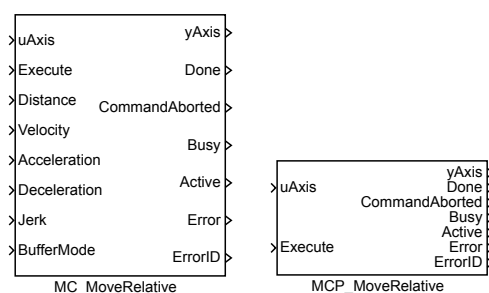 uAxis
Execute
Distance
Velocity
Acceleration
Deceleration
Jerk
BufferMode
yAxis
Done
CommandAborted
Busy
Active
Error
ErrorID
MC_MoveRelative
uAxis
Execute
yAxis
Done
CommandAborted
Busy
Active
Error
ErrorID
MCP_MoveRelative